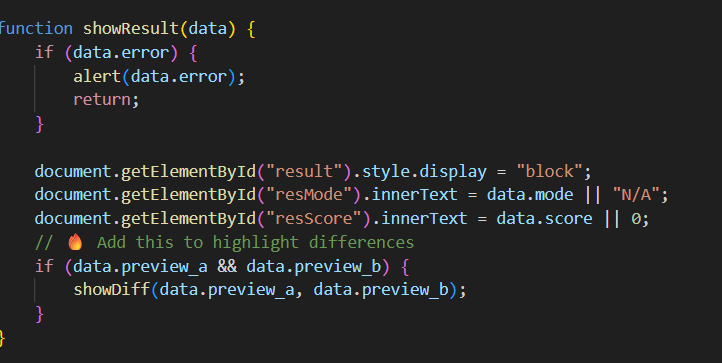 function showResult(data) {
    if (data.error) {
        alert(data.error);
        return;
    }

    document.getElementById("result").style.display = "block";
    document.getElementById("resMode").innerText = data.mode || "N/A";
    document.getElementById("resScore").innerText = data.score || 0;
    // 🔥 Add this to highlight differences
    if (data.preview_a && data.preview_b) {
        showDiff(data.preview_a, data.preview_b);
    }
}